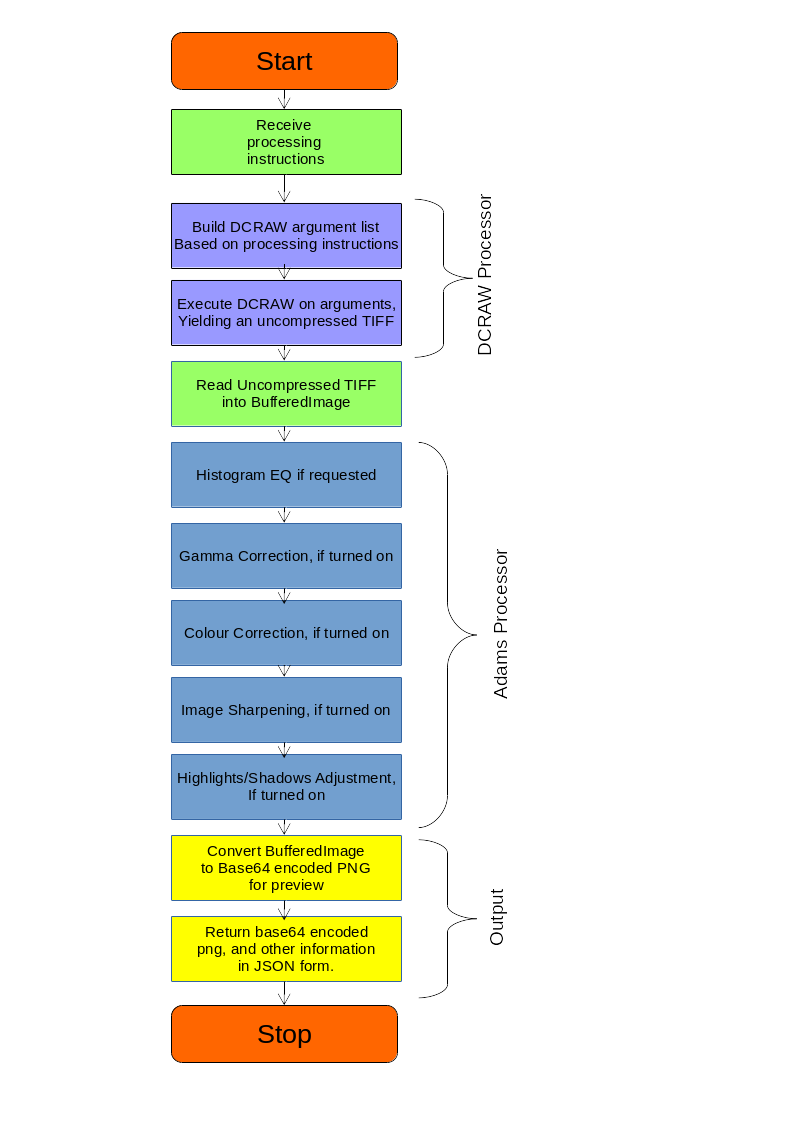 Start
Receive
processing
instructions
Build DCRAW argument list
Based on processing instructions
Execute DCRAW on arguments,
Yielding an uncompressed TIFF
DCRAW Processor
Read Uncompressed TIFF
into BufferedImage
Histogram EQ if requested
Gamma Correction, if turned on
Colour Correction, if turned on
Image Sharpening, if turned on
Highlights/Shadows Adjustment,
If turned on
Adams Processor
Convert BufferedImage
to Base64 encoded PNG
for preview
Return base64 encoded
png, and other information
in JSON form.
Output
Stop